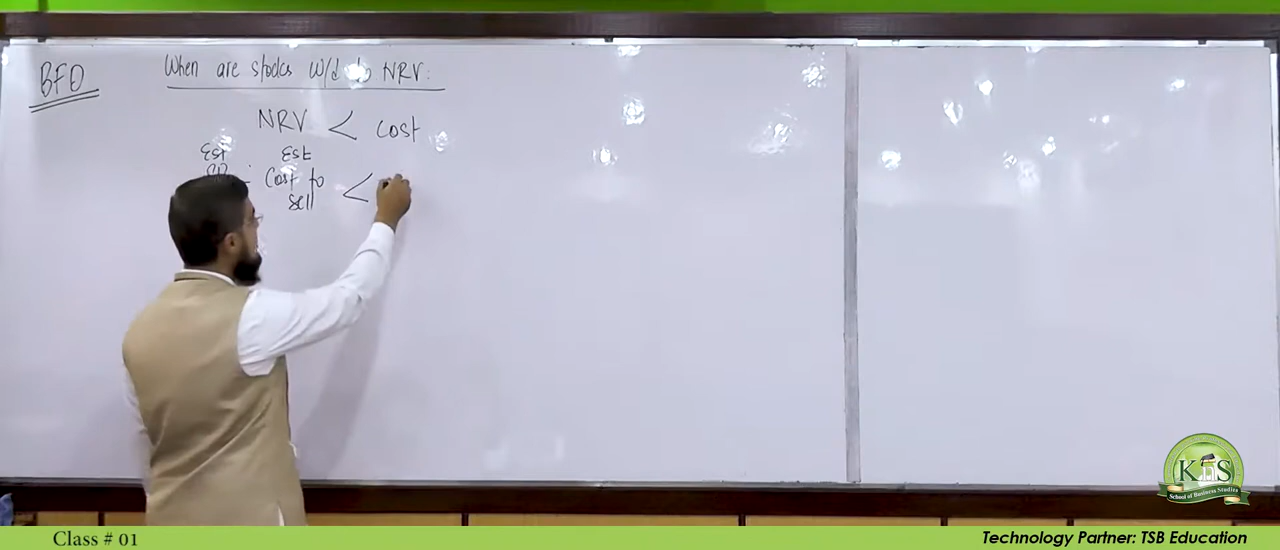 BFD
When are stocks w/d to NRV:
NRV < cost
Est Est
- Cost to <
sell
KnS
School of Business Studies
Class # 01
Technology Partner: TSB Education